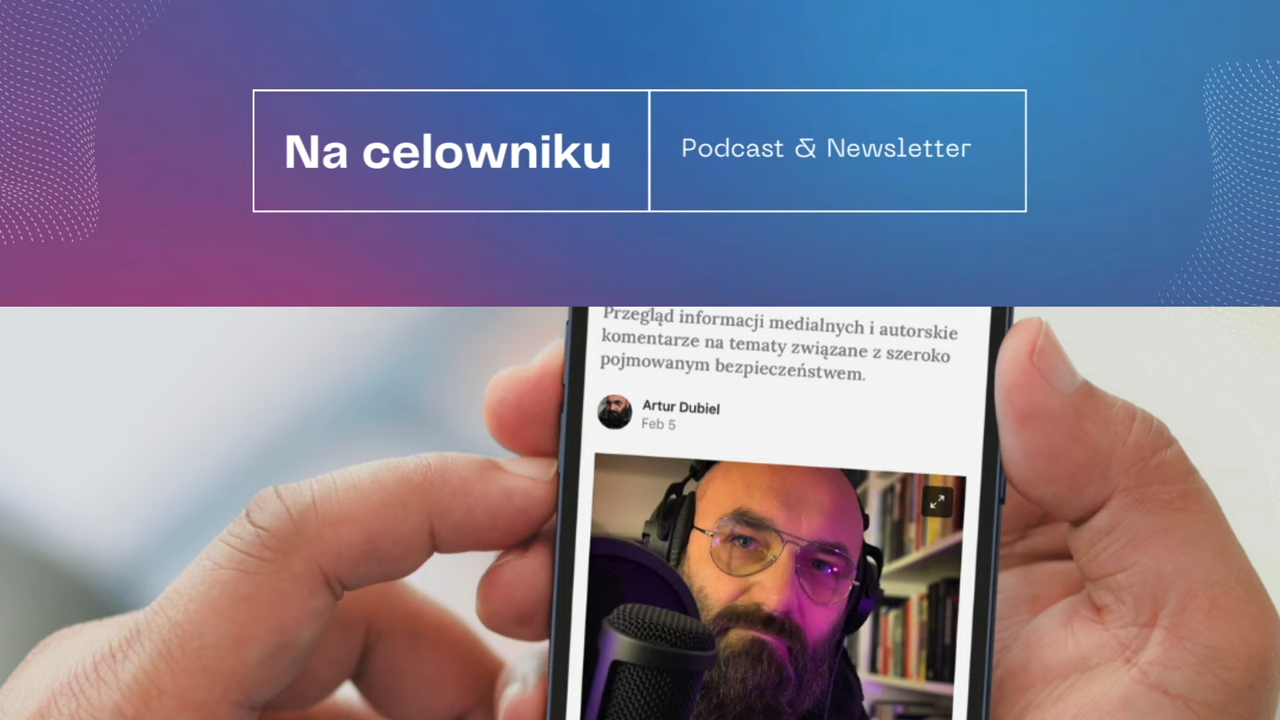 Na celowniku
Podcast & Newsletter
Przegląd informacji medialnych i autorskie
komentarze na tematy związane z szeroko
pojmowanym bezpieczeństwem.
Artur Dubiel
Feb 5